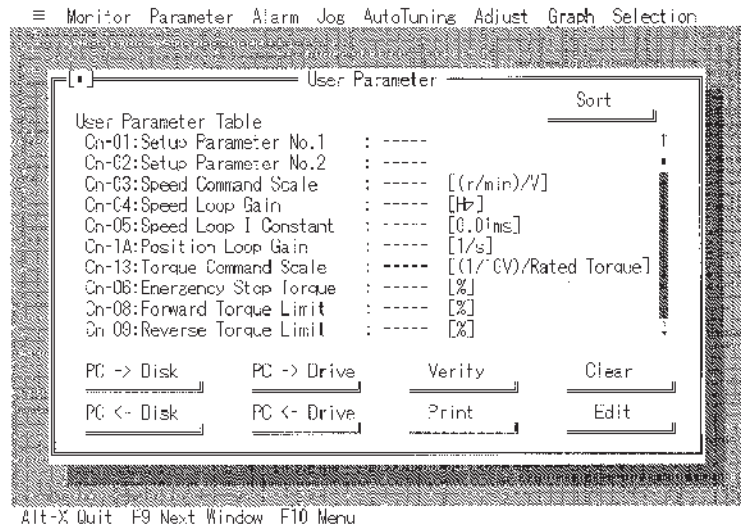 ≡ Monitor Parameter Alarm Jog AutoTuning Adjust Graph Selection
[▪] User Parameter
Sort
User Parameter Table
Cn-01:Setup Parameter No.1 : -----
Cn-02:Setup Parameter No.2 : -----
Cn-03:Speed Command Scale : ----- [(r/min)/V]
Cn-04:Speed Loop Gain : ----- [Hz]
Cn-05:Speed Loop I Constant : ----- [0.01ms]
Cn-1A:Position Loop Gain : ----- [1/s]
Cn-13:Torque Command Scale : ----- [(1/10V)/Rated Torque]
Cn-06:Emergency Stop Torque : ----- [%]
Cn-08:Forward Torque Limit : ----- [%]
Cn-09:Reverse Torque Limit : ----- [%]
PC -> Disk PC -> Drive Verify Clear
PC <- Disk PC <- Drive Print Edit
Alt-X Quit F9 Next Window F10 Menu